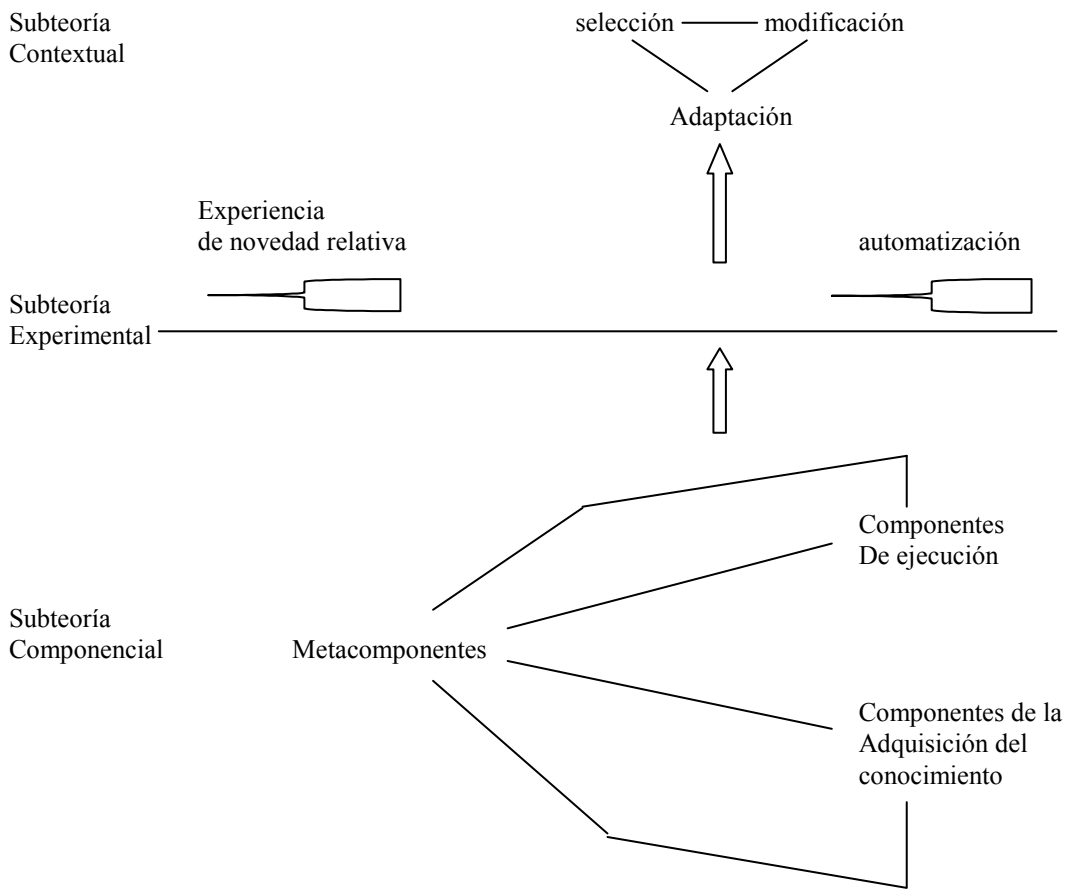 Subteoría
Contextual
selección
modificación
Adaptación
Experiencia
de novedad relativa
automatización
Subteoría
Experimental
Componentes
De ejecución
Subteoría
Componencial
Metacomponentes
Componentes de la
Adquisición del
conocimiento